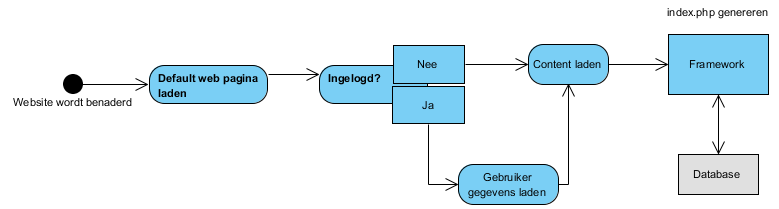 index.php genereren
Website wordt benaderd
Default web pagina
laden
Ingelogd?
Nee
Ja
Content laden
Framework
Gebruiker
gegevens laden
Database